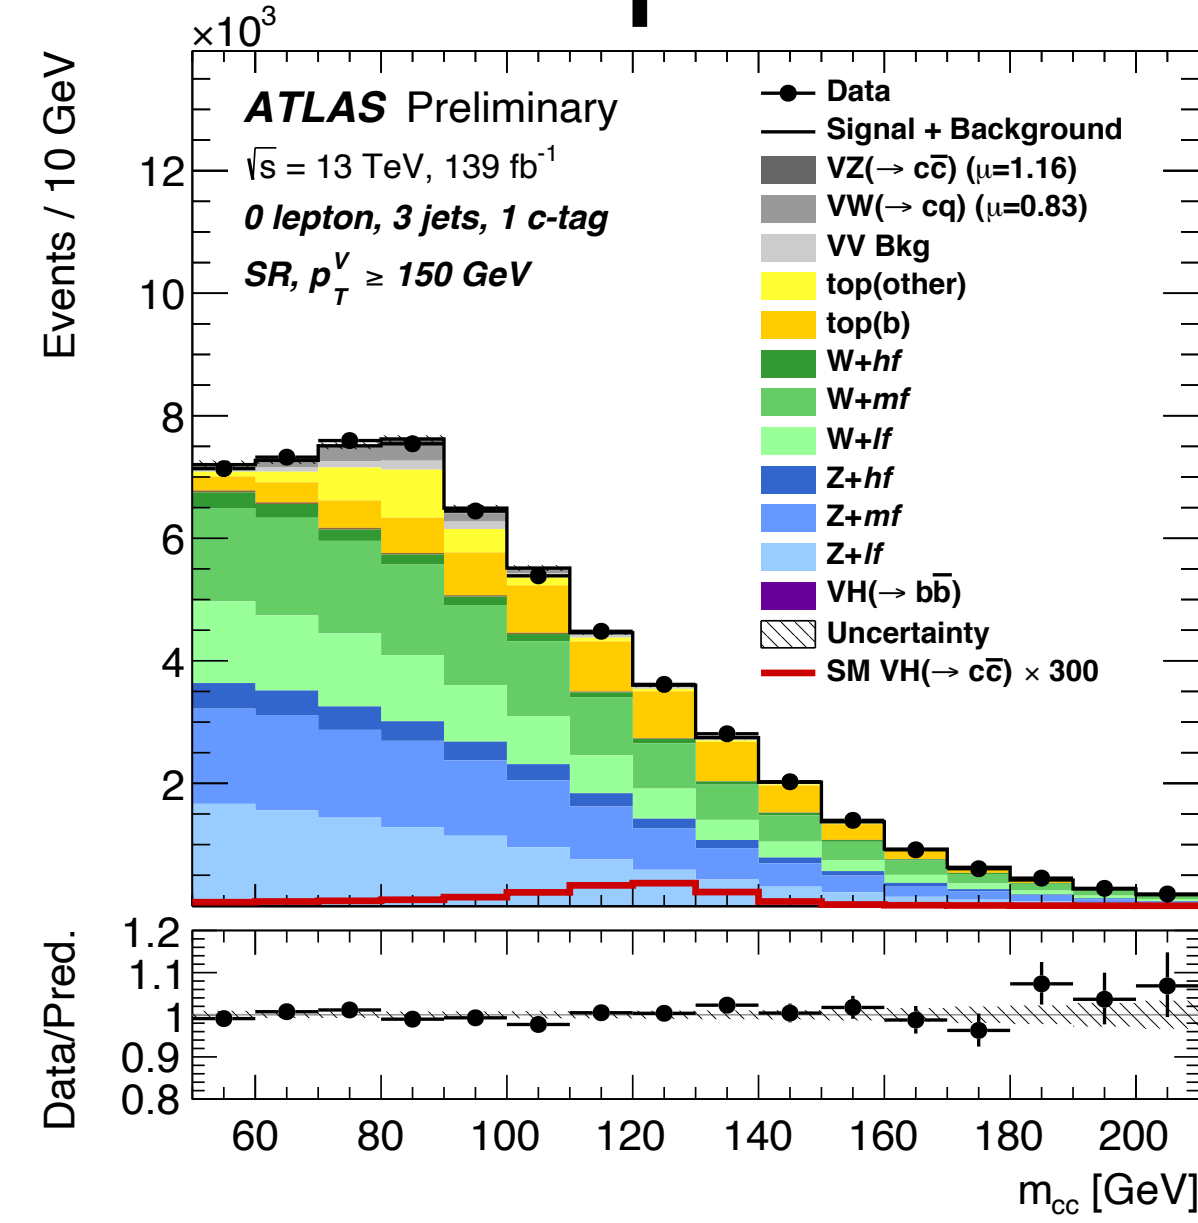 ×10³
Events / 10 GeV
12
10
8
6
4
2
ATLAS Preliminary
√s = 13 TeV, 139 fb⁻¹
0 lepton, 3 jets, 1 c-tag
SR, p_T^V ≥ 150 GeV
Data
Signal + Background
VZ(→ cc̅) (μ=1.16)
VW(→ cq) (μ=0.83)
VV Bkg
top(other)
top(b)
W+hf
W+mf
W+lf
Z+hf
Z+mf
Z+lf
VH(→ bb̅)
Uncertainty
SM VH(→ cc̅) × 300
Data/Pred.
1.2
1.1
1
0.9
0.8
60 80 100 120 140 160 180 200
m_cc [GeV]